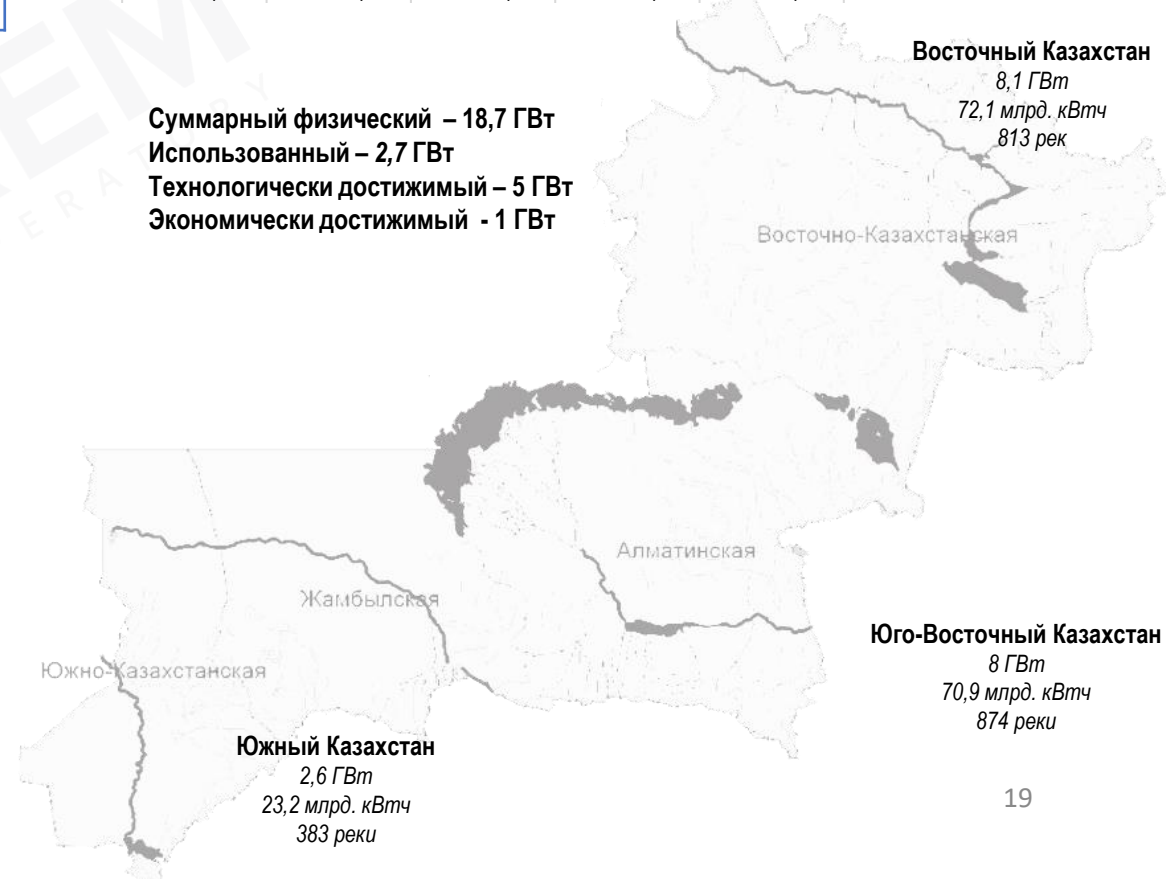 Восточный Казахстан
8,1 ГВт
72,1 млрд. кВтч
813 рек
Суммарный физический – 18,7 ГВт
Использованный – 2,7 ГВт
Технологически достижимый – 5 ГВт
Экономически достижимый - 1 ГВт
Восточно-Казахстанская
Алматинская
Жамбылская
Южно-Казахстанская
Юго-Восточный Казахстан
8 ГВт
70,9 млрд. кВтч
874 реки
Южный Казахстан
2,6 ГВт
23,2 млрд. кВтч
383 реки
19